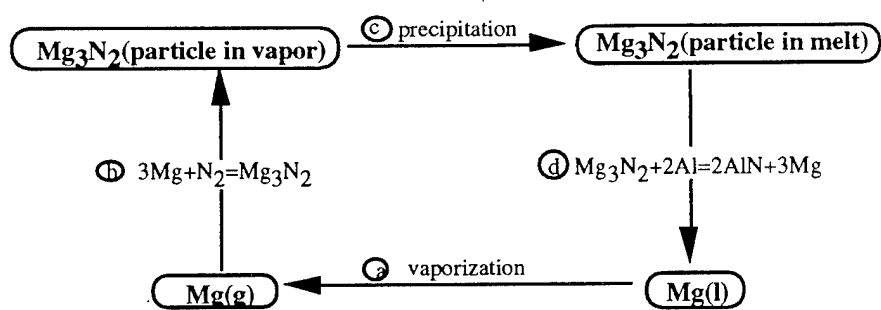 ⓒ precipitation
Mg3N2(particle in vapor)
Mg3N2(particle in melt)
ⓑ 3Mg+N2=Mg3N2
ⓓ Mg3N2+2Al=2AlN+3Mg
ⓐ vaporization
Mg(g)
Mg(l)